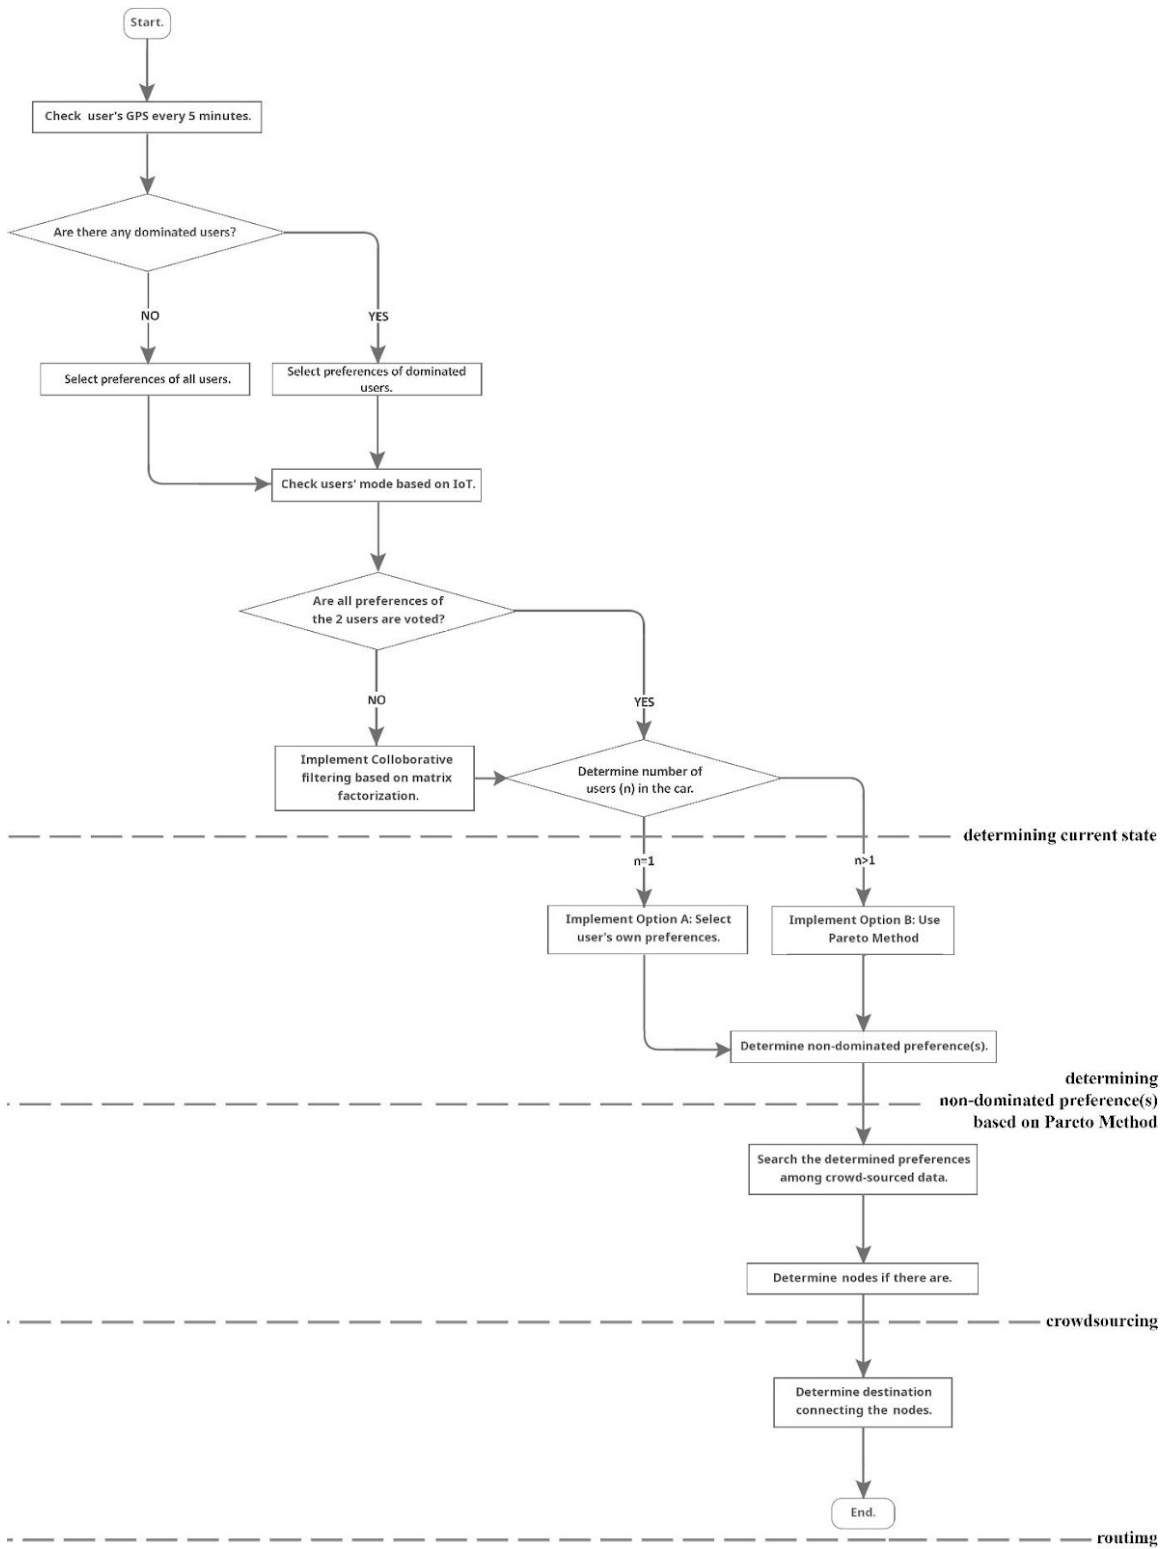 Start.
Check user's GPS every 5 minutes.
Are there any dominated users?
NO
YES
Select preferences of all users.
Select preferences of dominated
users.
Check users' mode based on IoT.
Are all preferences of
the 2 users are voted?
NO
YES
Implement Colloborative
filtering based on matrix
factorization.
Determine number of
users (n) in the car.
determining current state
n=1
n>1
Implement Option A: Select
user's own preferences.
Implement Option B: Use
Pareto Method
Determine non-dominated preference(s).
determining
non-dominated preference(s)
based on Pareto Method
Search the determined preferences
among crowd-sourced data.
Determine nodes if there are.
crowdsourcing
Determine destination
connecting the nodes.
End.
routimg